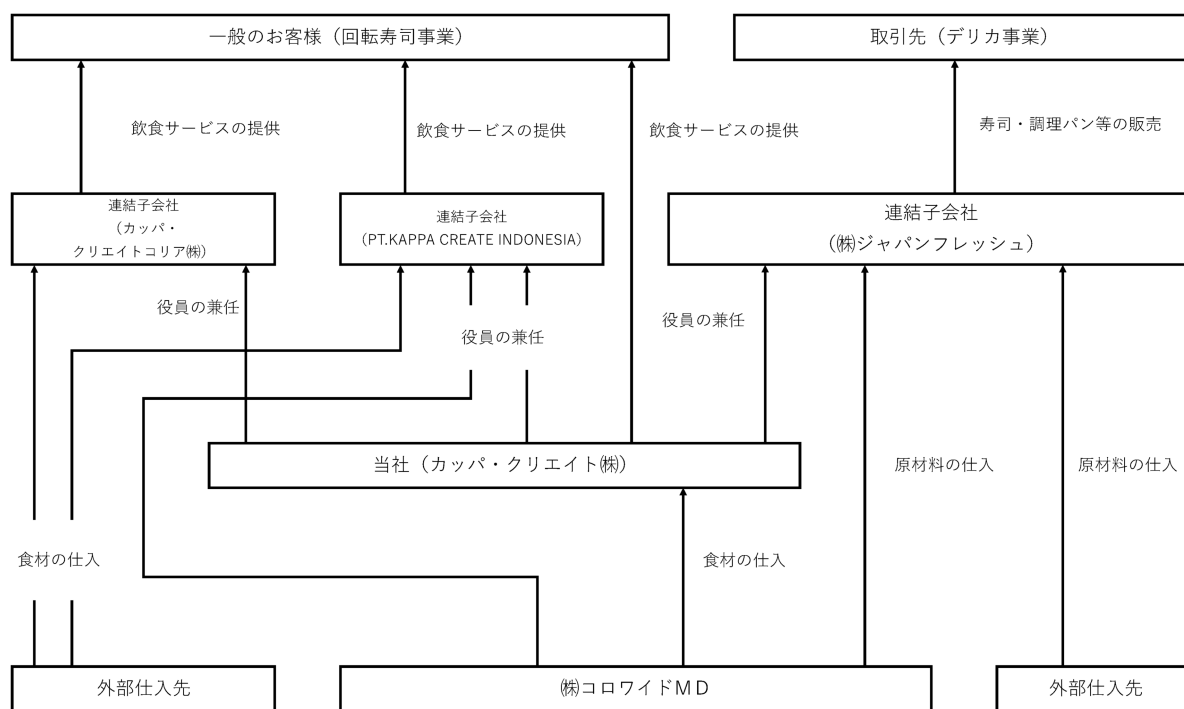 一般のお客様（回転寿司事業）
取引先（デリカ事業）
飲食サービスの提供
飲食サービスの提供
飲食サービスの提供
寿司・調理パン等の販売
連結子会社
（カッパ・
クリエイトコリア㈱）
連結子会社
（PT.KAPPA CREATE INDONESIA）
連結子会社
（㈱ジャパンフレッシュ）
役員の兼任
役員の兼任
役員の兼任
当社（カッパ・クリエイト㈱）
原材料の仕入
原材料の仕入
食材の仕入
食材の仕入
外部仕入先
㈱コロワイドＭＤ
外部仕入先